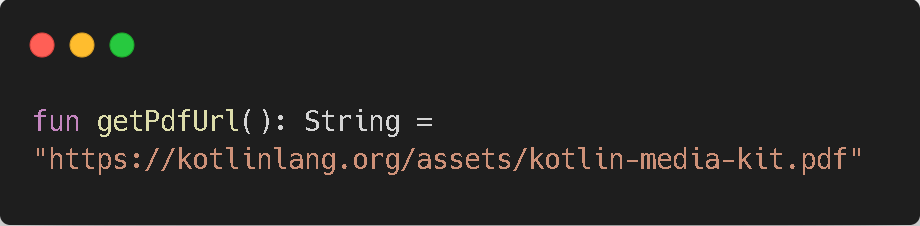 fun getPdfUrl(): String =
"https://kotlinlang.org/assets/kotlin-media-kit.pdf"